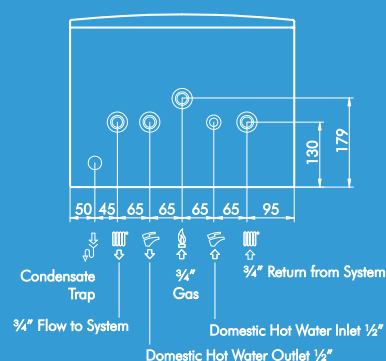 179
130
50 45 65 65 65 65 95
Condensate
Trap
¾″
Gas
¾″ Return from System
¾″ Flow to System
Domestic Hot Water Inlet ½″
Domestic Hot Water Outlet ½″